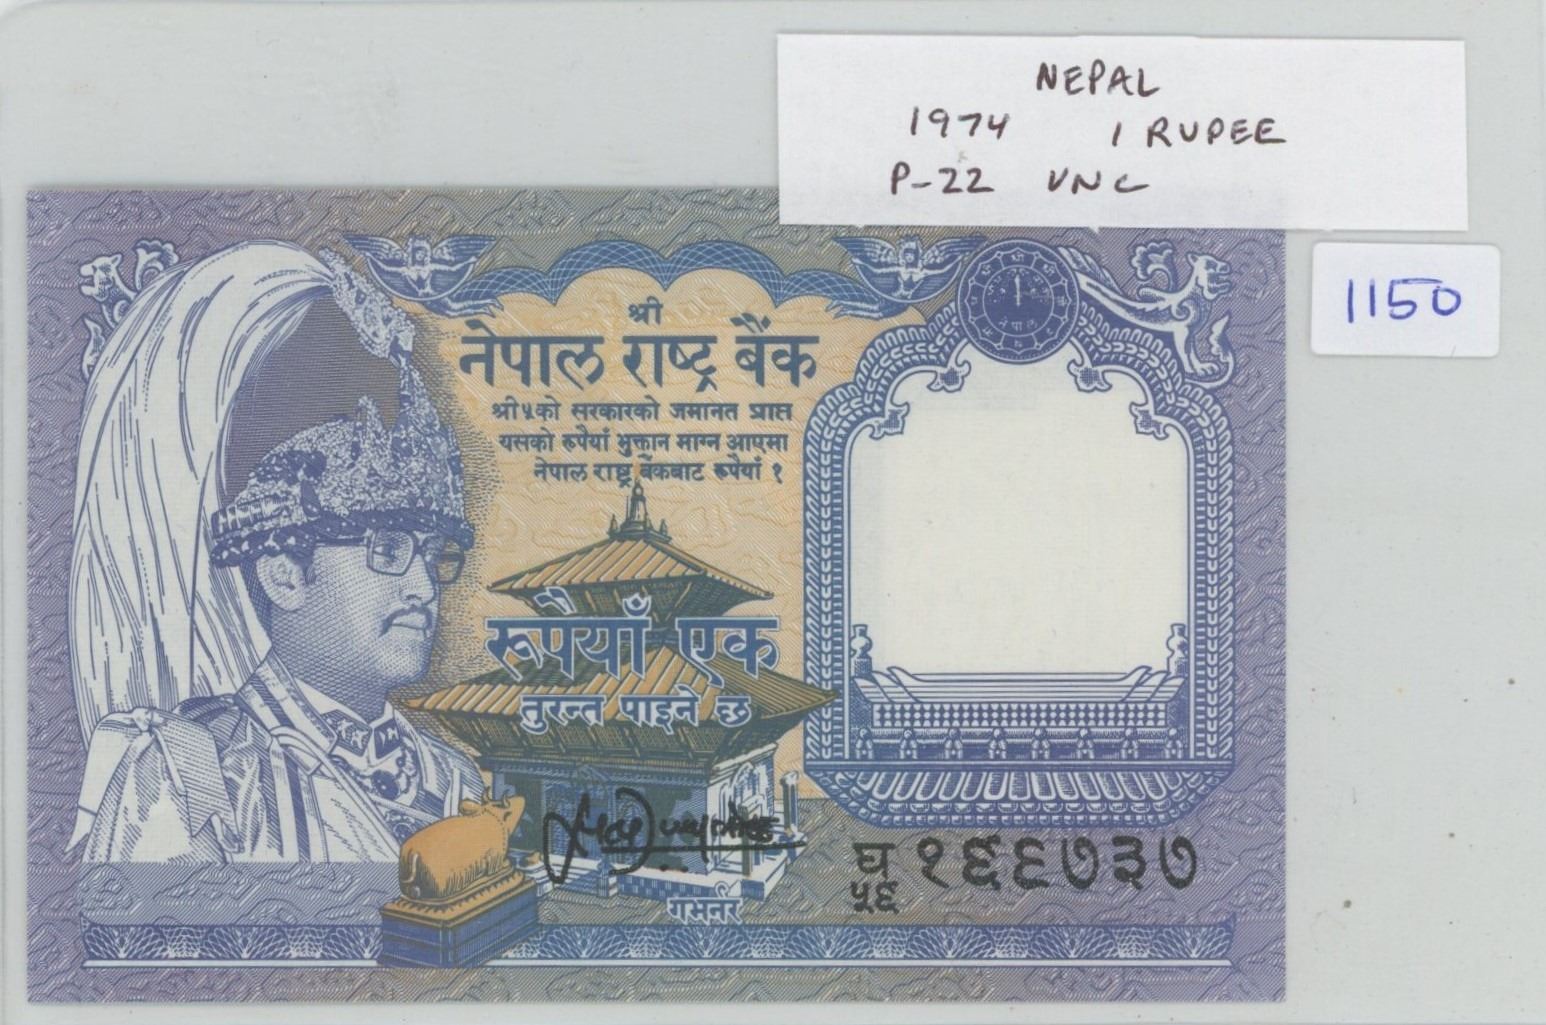 NEPAL
1974 1 RUPEE
P-22 UNC
1150
श्री
नेपाल राष्ट्र बैंक
श्री ५को सरकारको जमानत प्राप्त
यसको रुपैयाँ भुक्तान माग्न आएमा
नेपाल राष्ट्र बैंकबाट रुपैयाँ १
रूपैयाँ एक
तुरन्त पाइने छ
गभर्नर
घ ५६ १६६७३७
नेपाल